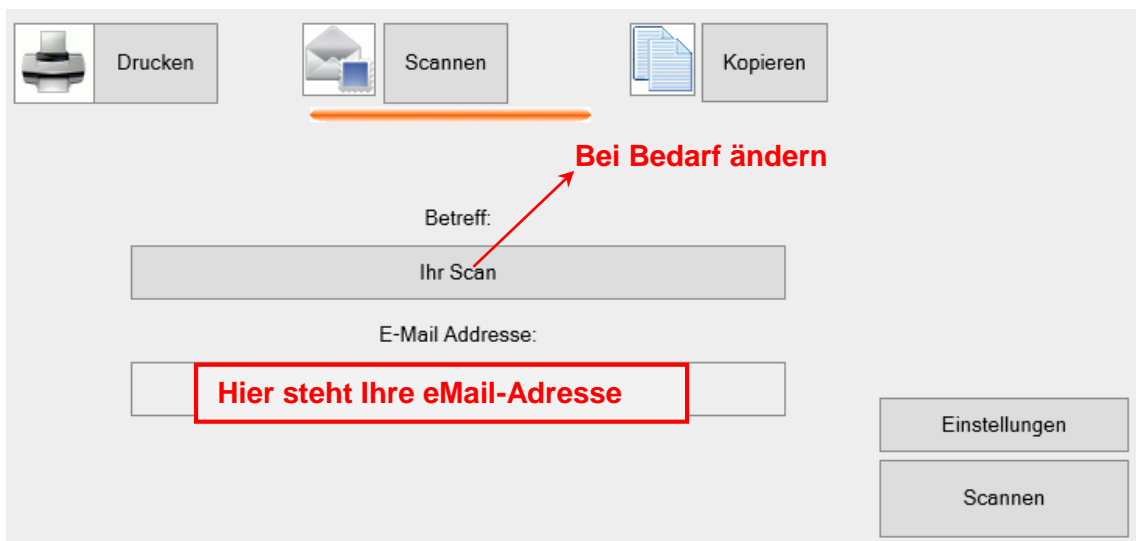 Drucken
Scannen
Kopieren
Bei Bedarf ändern
Betreff:
Ihr Scan
E-Mail Addresse:
Hier steht Ihre eMail-Adresse
Einstellungen
Scannen